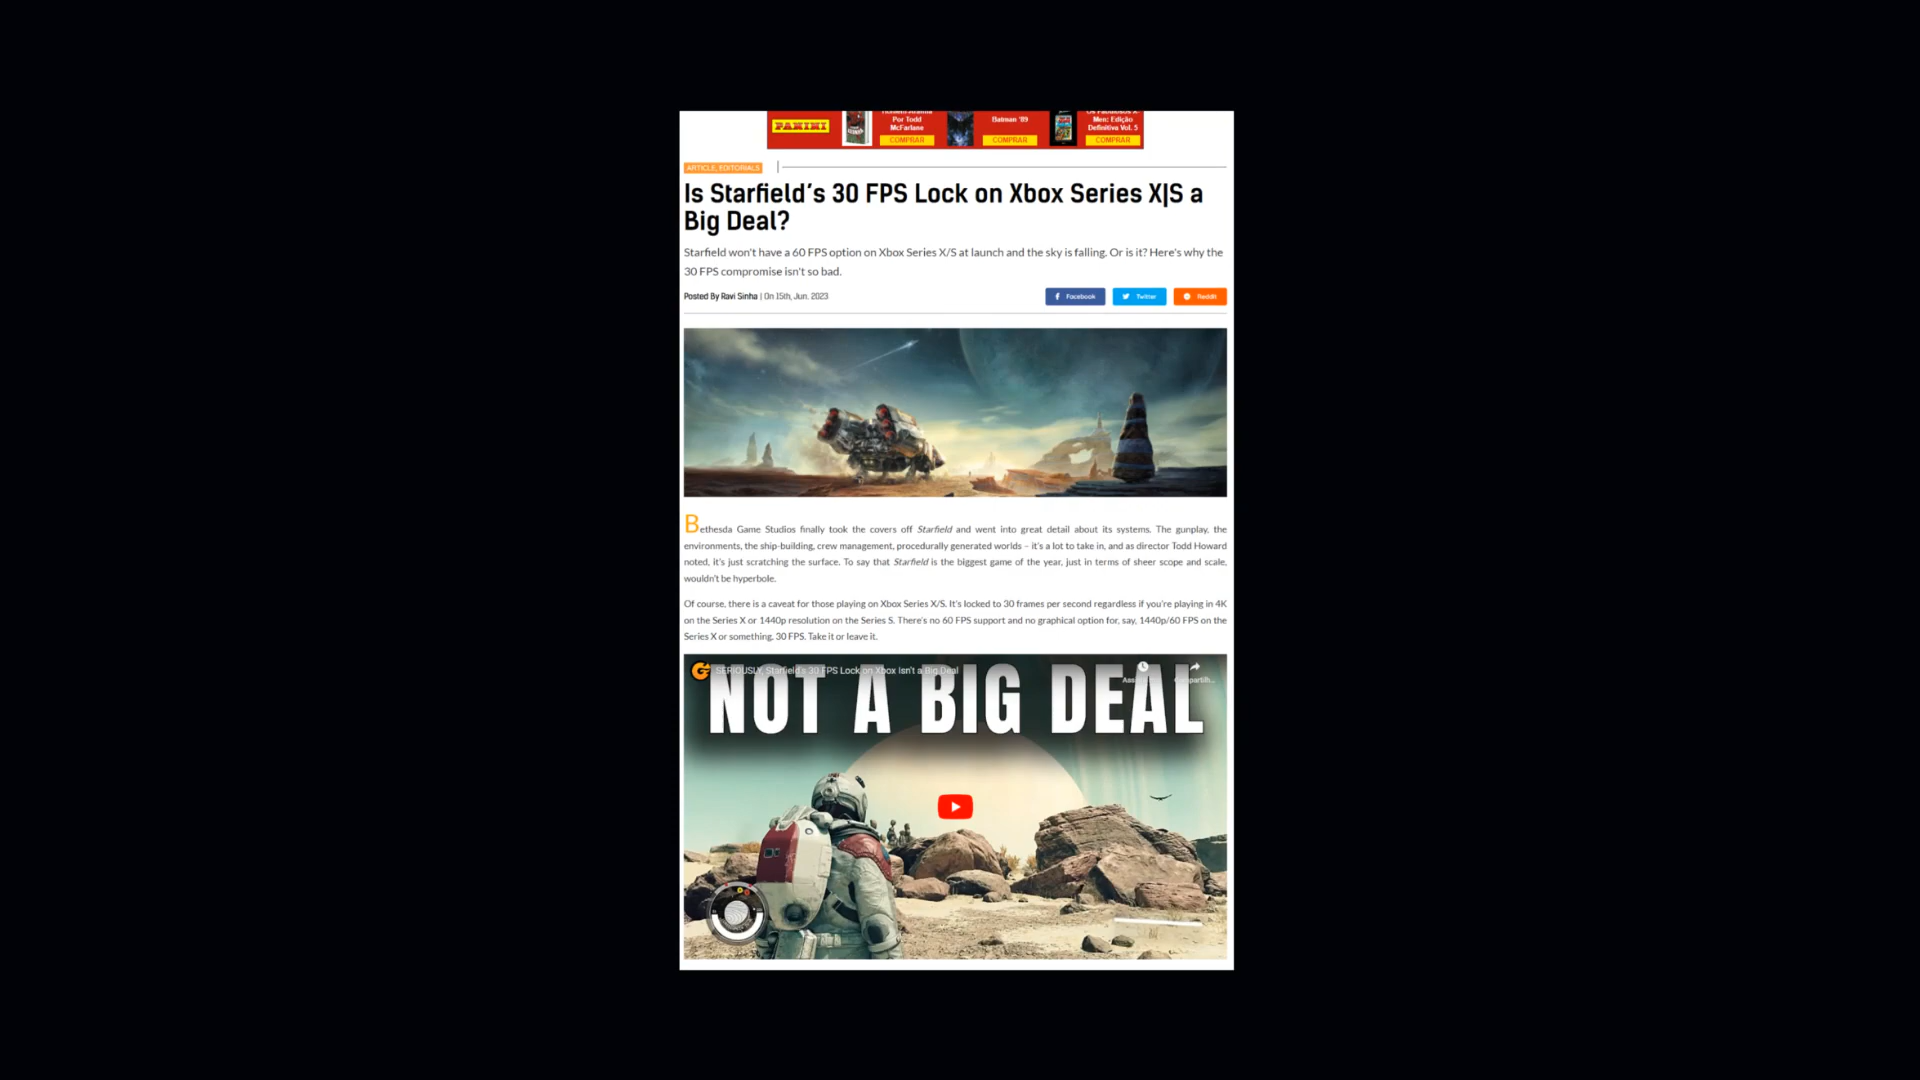 PANINI
Por Todd
McFarlane
COMPRAR
Batman '89
COMPRAR
Men: Edição
Definitiva Vol. 5
COMPRAR
ARTICLE, EDITORIALS
Is Starfield's 30 FPS Lock on Xbox Series X|S a
Big Deal?
Starfield won't have a 60 FPS option on Xbox Series X/S at launch and the sky is falling. Or is it? Here's why the
30 FPS compromise isn't so bad.
Posted By Ravi Sinha | On 15th, Jun. 2023
Facebook
Twitter
Reddit
Bethesda Game Studios finally took the covers off Starfield and went into great detail about its systems. The gunplay, the
environments, the ship-building, crew management, procedurally generated worlds – it's a lot to take in, and as director Todd Howard
noted, it's just scratching the surface. To say that Starfield is the biggest game of the year, just in terms of sheer scope and scale,
wouldn't be hyperbole.
Of course, there is a caveat for those playing on Xbox Series X/S. It's locked to 30 frames per second regardless if you're playing in 4K
on the Series X or 1440p resolution on the Series S. There's no 60 FPS support and no graphical option for, say, 1440p/60 FPS on the
Series X or something. 30 FPS. Take it or leave it.
SERIOUSLY, Starfield's 30 FPS Lock on Xbox isn't a Big Deal
NOT A BIG DEAL